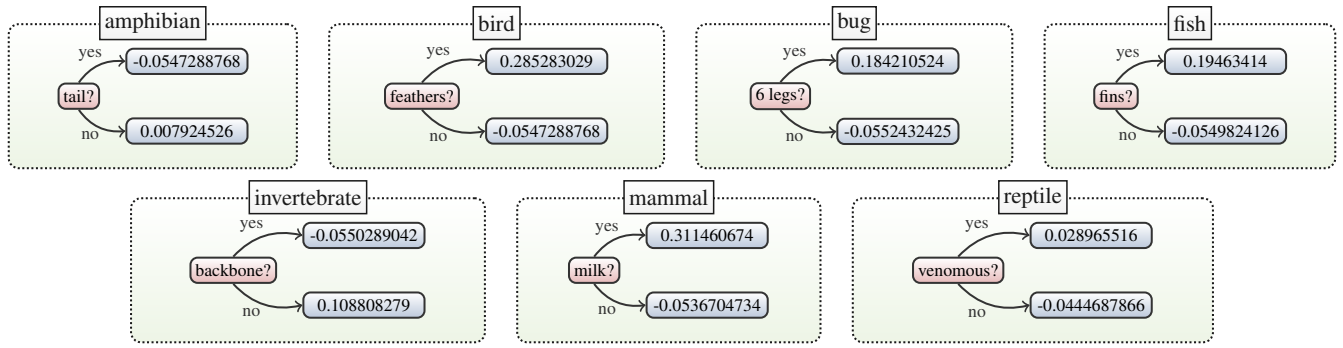 amphibian
yes
-0.0547288768
tail?
no
0.007924526
bird
yes
0.285283029
feathers?
no
-0.0547288768
bug
yes
0.184210524
6 legs?
no
-0.0552432425
fish
yes
0.19463414
fins?
no
-0.0549824126
invertebrate
yes
-0.0550289042
backbone?
no
0.108808279
mammal
yes
0.311460674
milk?
no
-0.0536704734
reptile
yes
0.028965516
venomous?
no
-0.0444687866